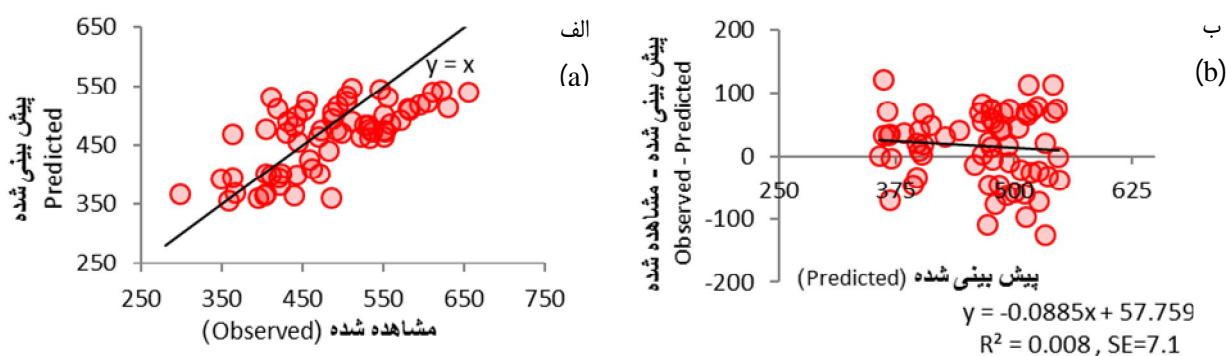 الف
(a)
پیش بینی شده
Predicted
650
550
450
350
250
y = x
250
350
450
550
650
750
مشاهده شده (Observed)
ب
(b)
پیش بینی شده - مشاهده شده
Observed - Predicted
200
100
0
-100
-200
250
375
500
625
پیش بینی شده (Predicted)
y = -0.0885x + 57.759
R² = 0.008 , SE=7.1